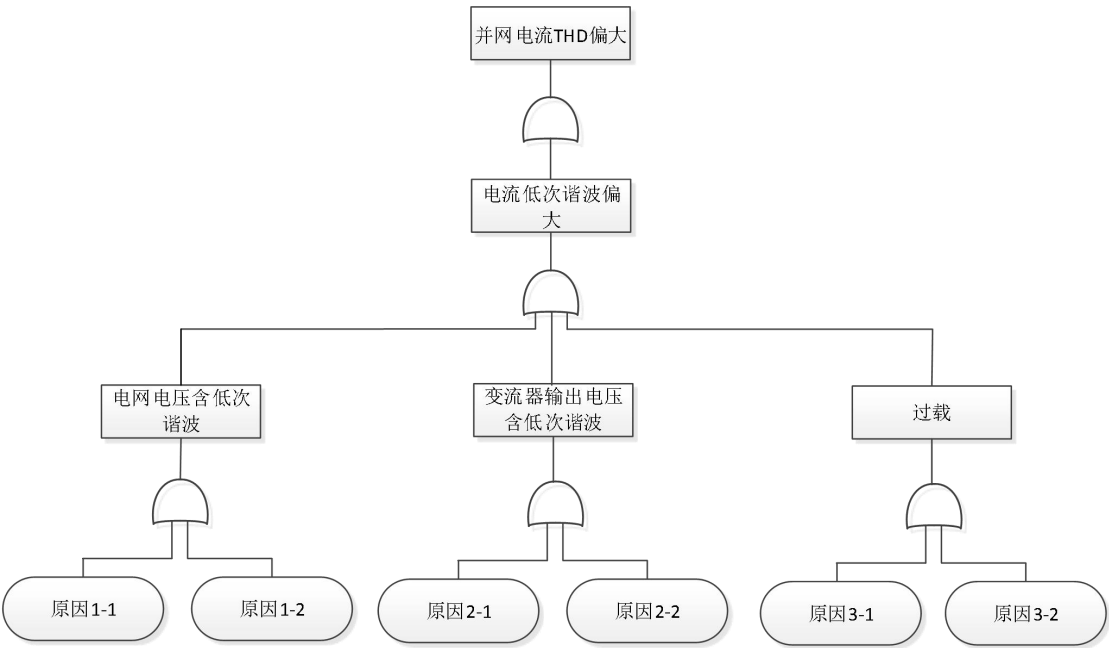 并网电流THD偏大
电流低次谐波偏
大
电网电压含低次
谐波
变流器输出电压
含低次谐波
过载
原因1-1
原因1-2
原因2-1
原因2-2
原因3-1
原因3-2